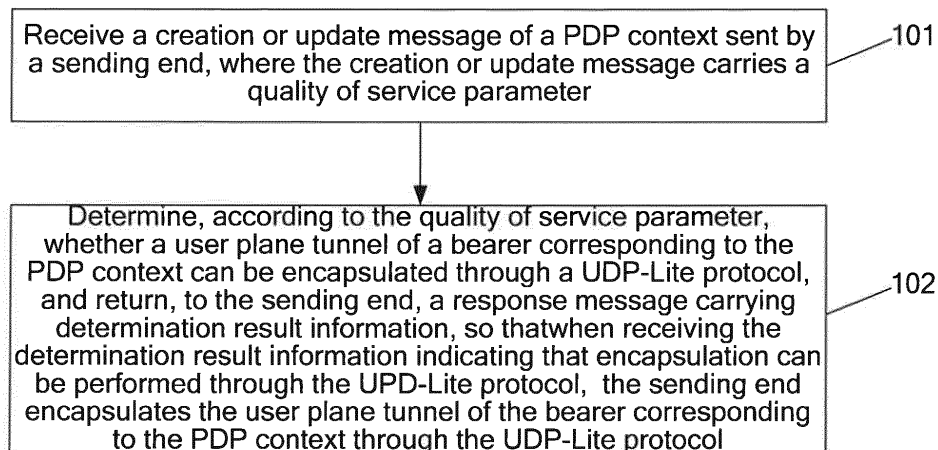 Receive a creation or update message of a PDP context sent by
a sending end, where the creation or update message carries a
quality of service parameter
101
Determine, according to the quality of service parameter,
whether a user plane tunnel of a bearer corresponding to the
PDP context can be encapsulated through a UDP-Lite protocol,
and return, to the sending end, a response message carrying
determination result information, so thatwhen receiving the
determination result information indicating that encapsulation can
be performed through the UPD-Lite protocol, the sending end
encapsulates the user plane tunnel of the bearer corresponding
to the PDP context through the UDP-Lite protocol
102